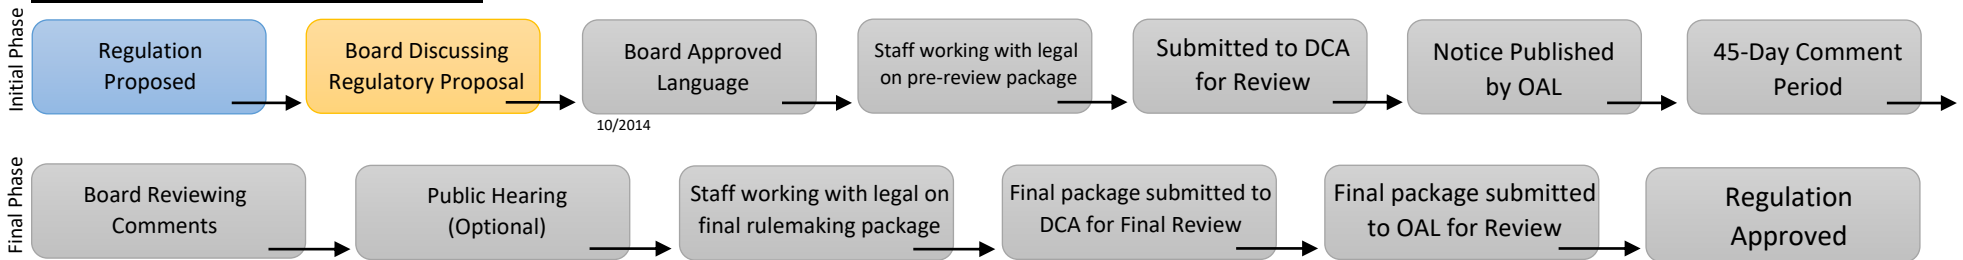 Initial Phase
Regulation
Proposed
Board Discussing
Regulatory Proposal
Board Approved
Language
10/2014
Staff working with legal
on pre-review package
Submitted to DCA
for Review
Notice Published
by OAL
45-Day Comment
Period
Final Phase
Board Reviewing
Comments
Public Hearing
(Optional)
Staff working with legal on
final rulemaking package
Final package submitted to
DCA for Final Review
Final package submitted
to OAL for Review
Regulation
Approved